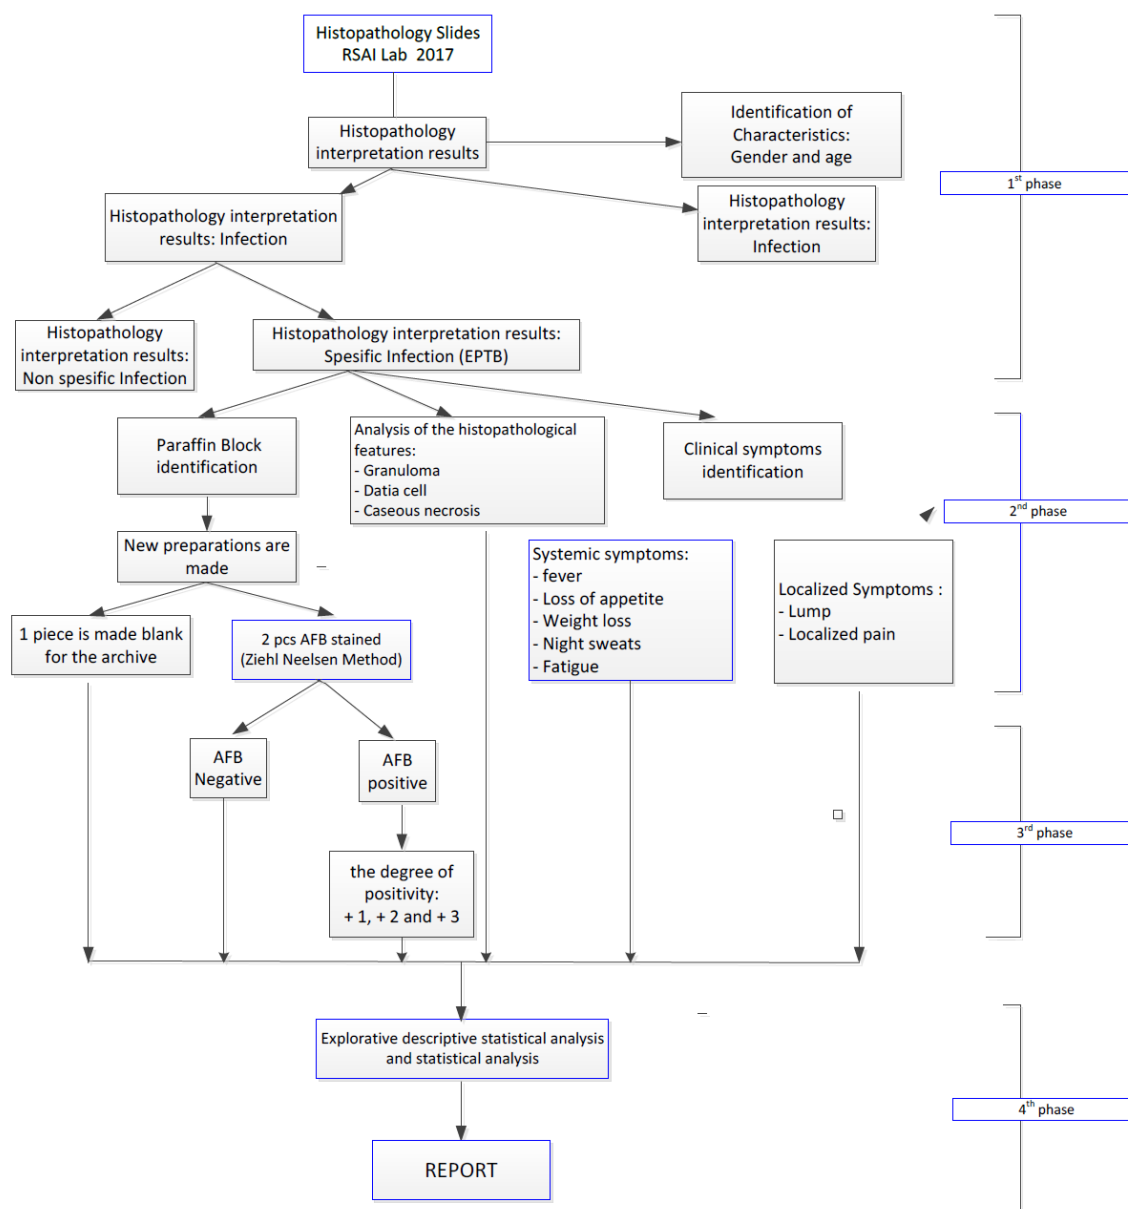 Histopathology Slides
RSAI Lab 2017
Histopathology
interpretation results
Identification of
Characteristics:
Gender and age
1st phase
Histopathology interpretation
results: Infection
Histopathology
interpretation results:
Infection
Histopathology
interpretation results:
Non spesific Infection
Histopathology interpretation results:
Spesific Infection (EPTB)
Paraffin Block
identification
Analysis of the histopathological
features:
- Granuloma
- Datia cell
- Caseous necrosis
Clinical symptoms
identification
2nd phase
New preparations are
made
Systemic symptoms:
- fever
- Loss of appetite
- Weight loss
- Night sweats
- Fatigue
Localized Symptoms :
- Lump
- Localized pain
1 piece is made blank
for the archive
2 pcs AFB stained
(Ziehl Neelsen Method)
AFB
Negative
AFB
positive
3rd phase
the degree of
positivity:
+ 1, + 2 and + 3
Explorative descriptive statistical analysis
and statistical analysis
4th phase
REPORT